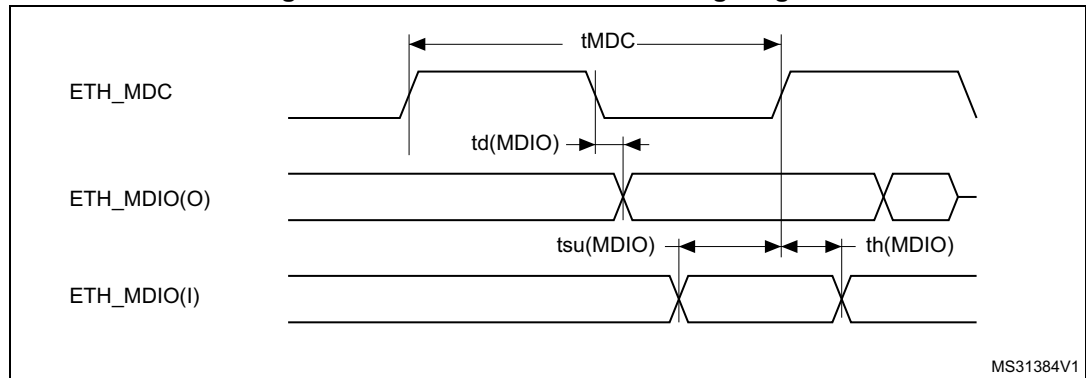 tMDC
ETH_MDC
td(MDIO)
ETH_MDIO(O)
tsu(MDIO)
th(MDIO)
ETH_MDIO(I)
MS31384V1